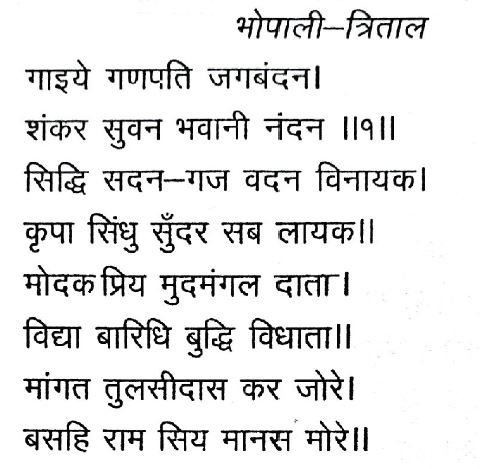 भोपाली–त्रिताल
गाइये गणपति जगबंदन।
शंकर सुवन भवानी नंदन ॥१॥
सिद्धि सदन–गज वदन विनायक।
कृपा सिंधु सुँदर सब लायक॥
मोदक प्रिय मुदमंगल दाता।
विद्या बारिधि बुद्धि विधाता॥
मांगत तुलसीदास कर जोरे।
बसहि राम सिय मानस मोरे॥